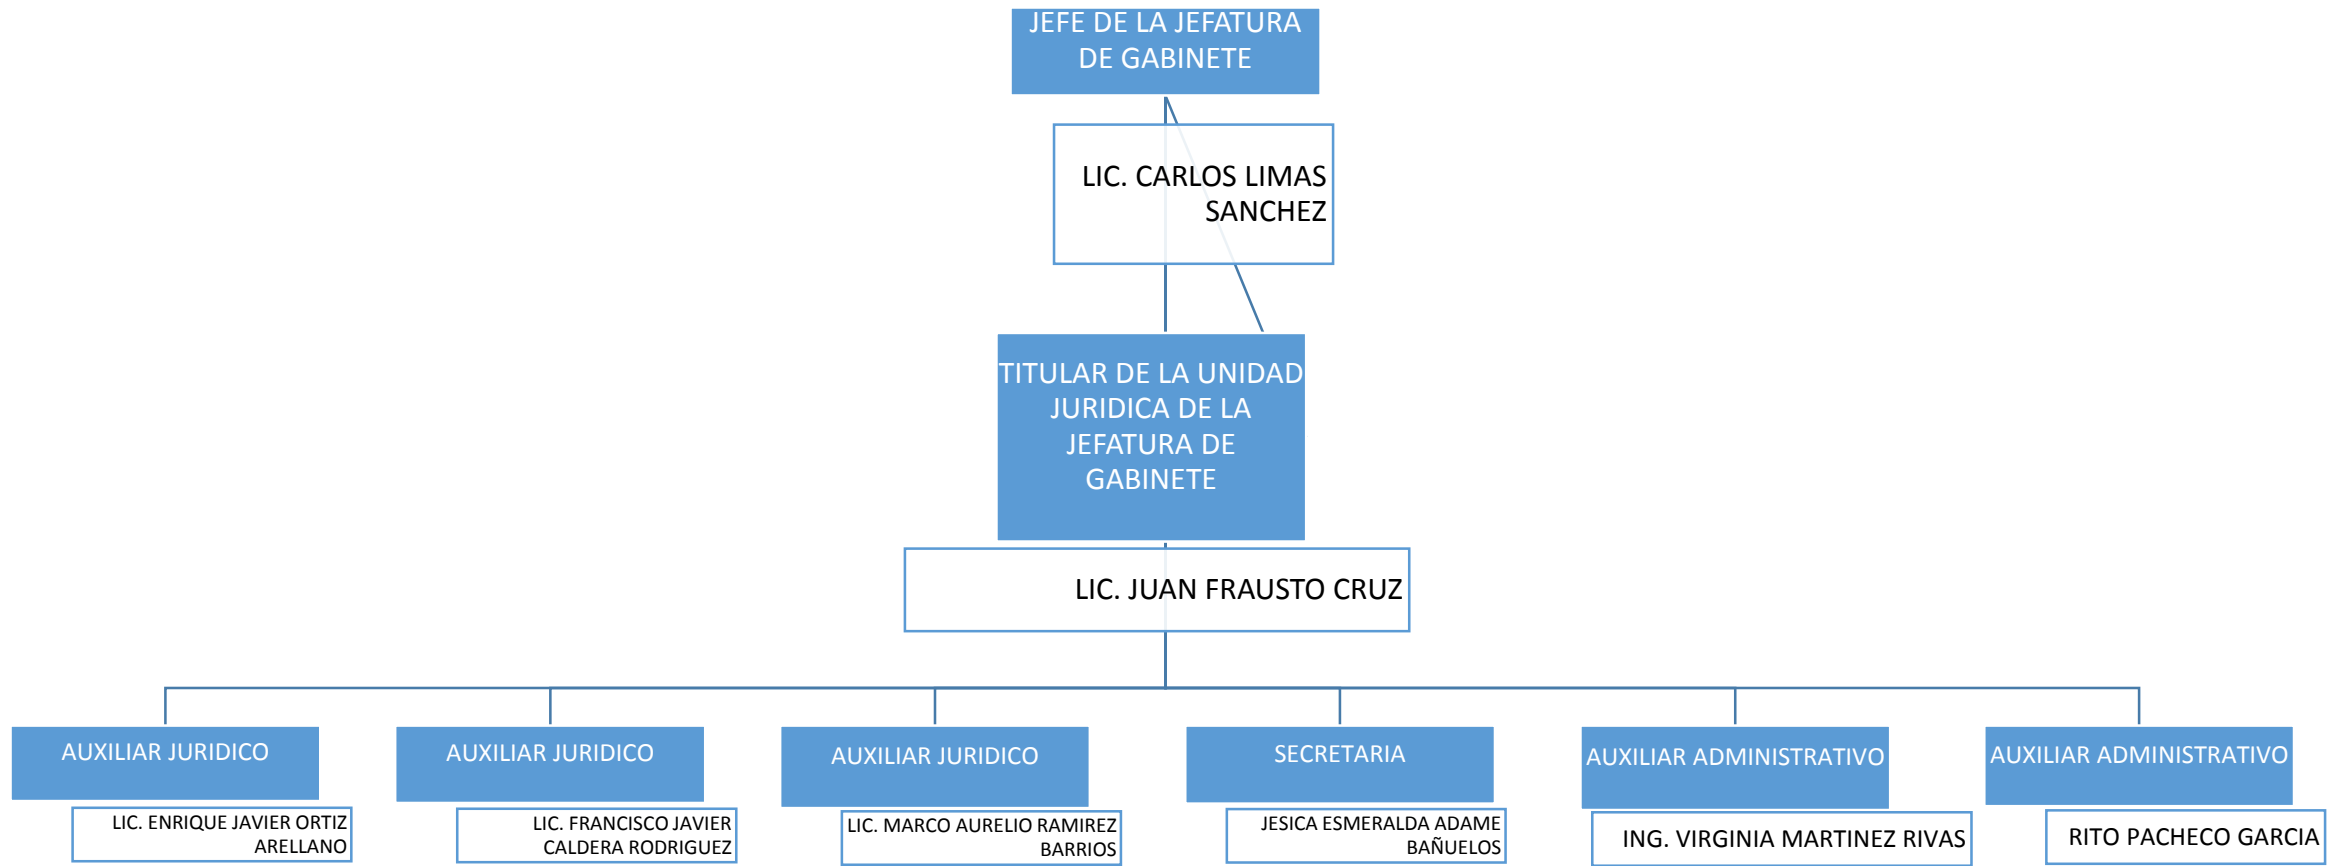 JEFE DE LA JEFATURA
DE GABINETE
LIC. CARLOS LIMAS
SANCHEZ
TITULAR DE LA UNIDAD
JURIDICA DE LA
JEFATURA DE
GABINETE
LIC. JUAN FRAUSTO CRUZ
AUXILIAR JURIDICO
LIC. ENRIQUE JAVIER ORTIZ
ARELLANO
AUXILIAR JURIDICO
LIC. FRANCISCO JAVIER
CALDERA RODRIGUEZ
AUXILIAR JURIDICO
LIC. MARCO AURELIO RAMIREZ
BARRIOS
SECRETARIA
JESICA ESMERALDA ADAME
BAÑUELOS
AUXILIAR ADMINISTRATIVO
ING. VIRGINIA MARTINEZ RIVAS
AUXILIAR ADMINISTRATIVO
RITO PACHECO GARCIA